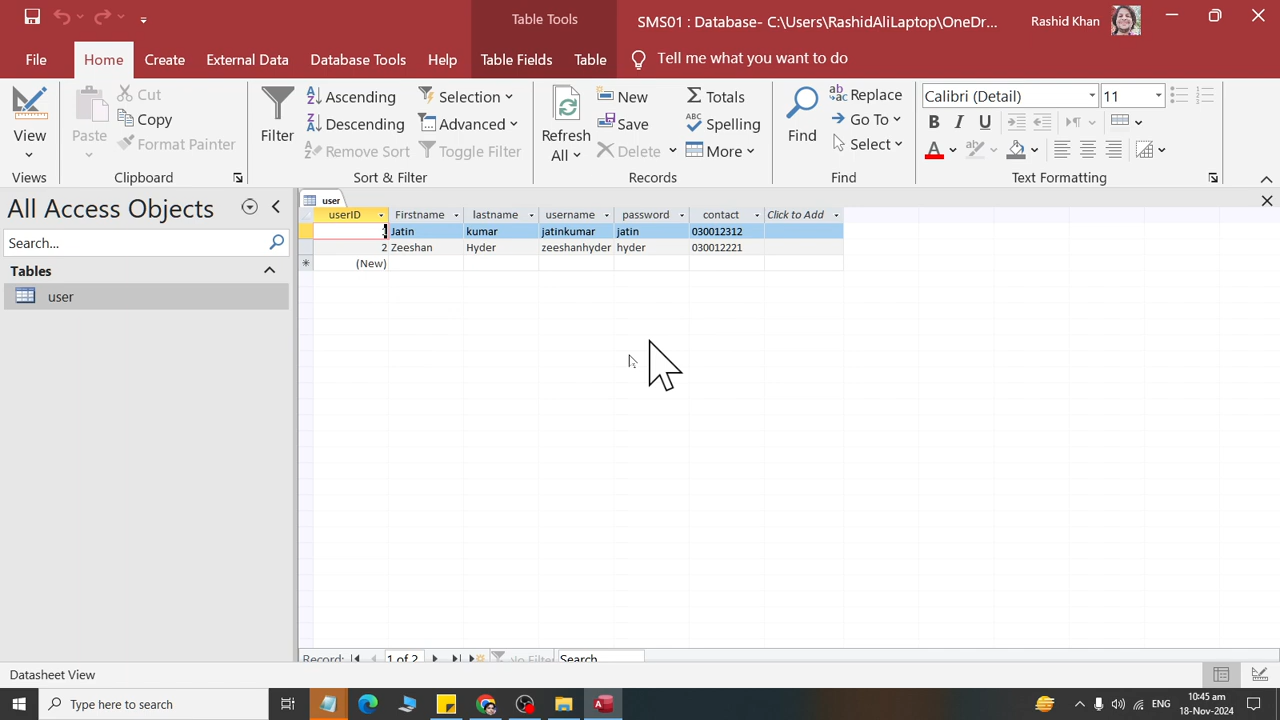 Table Tools
SMS01 : Database- C:\Users\RashidAliLaptop\OneDr...
Rashid Khan
File
Home
Create
External Data
Database Tools
Help
Table Fields
Table
Tell me what you want to do
View
Views
Paste
Cut
Copy
Format Painter
Clipboard
Filter
Ascending
Descending
Remove Sort
Selection
Advanced
Toggle Filter
Sort & Filter
Refresh
All
New
Save
Delete
Totals
Spelling
More
Records
Find
Replace
Go To
Select
Find
Calibri (Detail)
11
B I U
A
Text Formatting
All Access Objects
Search...
Tables
user
user
userID Firstname lastname username password contact Click to Add
Jatin kumar jatinkumar jatin 030012312
2 Zeeshan Hyder zeeshanhyder hyder 030012221
(New)
Record: 1 of 2 No Filter Search
Datasheet View
Type here to search
ENG
10:45 am
18-Nov-2024